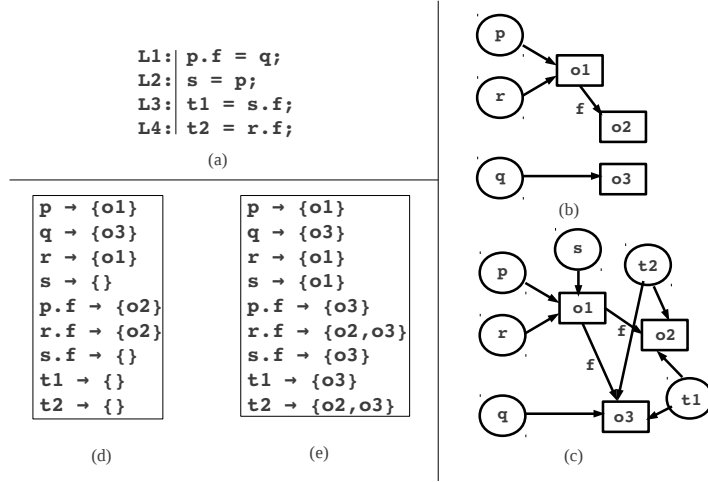 L1: p.f = q;
L2: s = p;
L3: t1 = s.f;
L4: t2 = r.f;
(a)
p → {o1}
q → {o3}
r → {o1}
s → {}
p.f → {o2}
r.f → {o2}
s.f → {}
t1 → {}
t2 → {}
(d)
p → {o1}
q → {o3}
r → {o1}
s → {o1}
p.f → {o3}
r.f → {o2,o3}
s.f → {o3}
t1 → {o3}
t2 → {o2,o3}
(e)
p
o1
r
f
o2
q
o3
(b)
s
p
t2
o1
r
f
o2
f
t1
q
o3
(c)